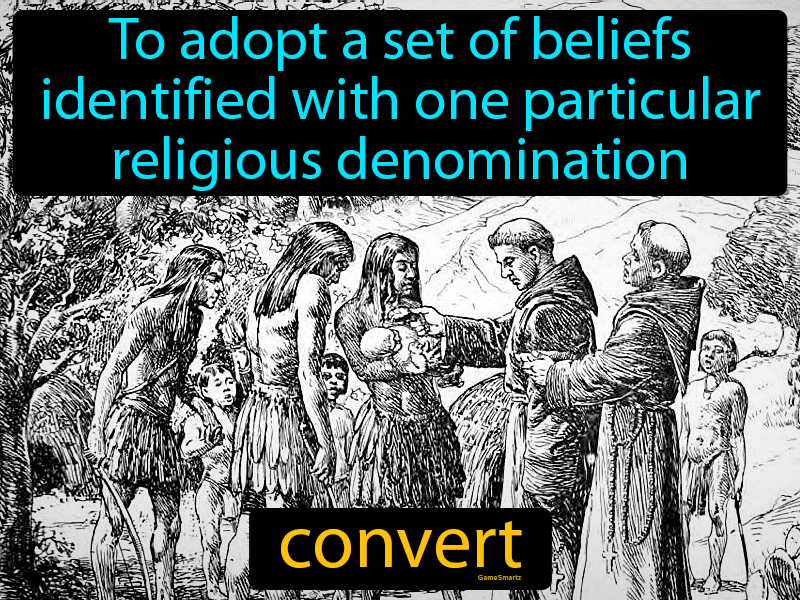 To adopt a set of beliefs
identified with one particular
religious denomination
convert
GameSmartz